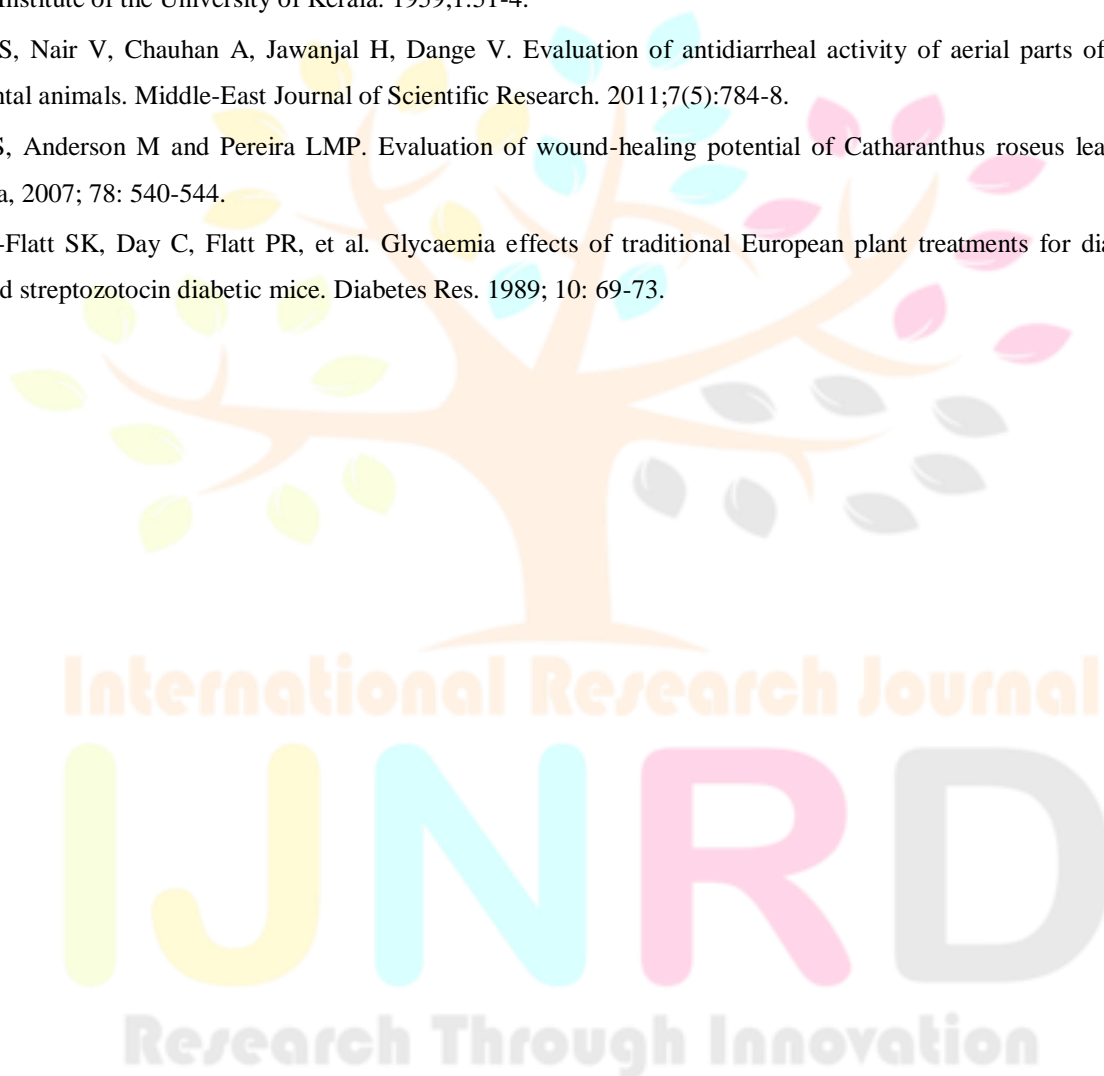 Institute of the University of Kerala. 1959;1:51-4.
S, Nair V, Chauhan A, Jawanjal H, Dange V. Evaluation of antidiarrheal activity of aerial parts of
ntal animals. Middle-East Journal of Scientific Research. 2011;7(5):784-8.
S, Anderson M and Pereira LMP. Evaluation of wound-healing potential of Catharanthus roseus lea
a, 2007; 78: 540-544.
-Flatt SK, Day C, Flatt PR, et al. Glycaemia effects of traditional European plant treatments for dia
d streptozotocin diabetic mice. Diabetes Res. 1989; 10: 69-73.
International Research Journal
IJNRD
Research Through Innovation